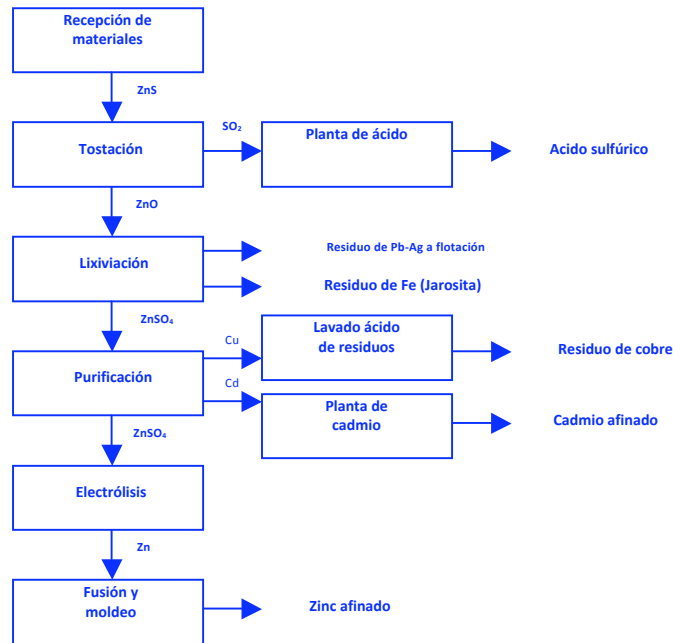 Recepción de
materiales
ZnS
SO₂
Tostación
Planta de ácido
Acido sulfúrico
ZnO
Lixiviación
Residuo de Pb-Ag a flotación
Residuo de Fe (Jarosita)
ZnSO₄
Cu
Lavado ácido
de residuos
Residuo de cobre
Purificación
Cd
Planta de
cadmio
Cadmio afinado
ZnSO₄
Electrólisis
Zn
Fusión y
moldeo
Zinc afinado